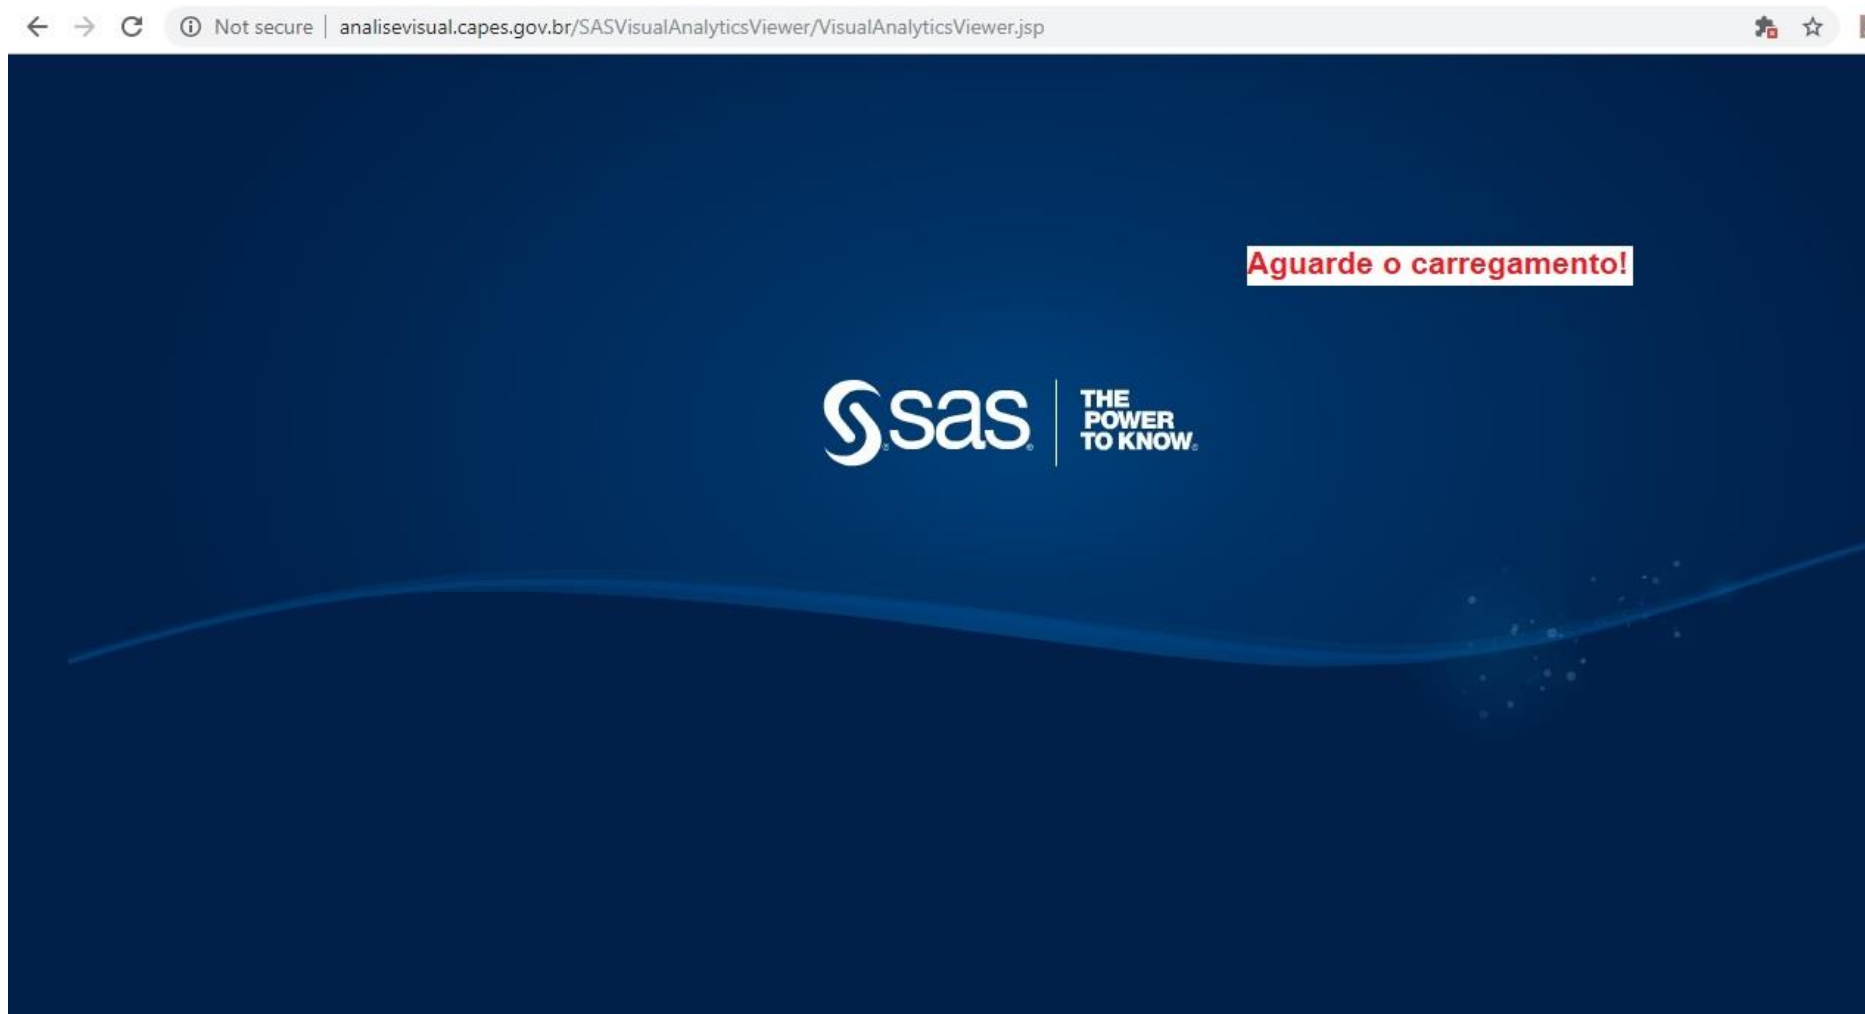 Not secure | analisevisual.capes.gov.br/SASVisualAnalyticsViewer/VisualAnalyticsViewer.jsp
Aguarde o carregamento!
sas
THE
POWER
TO KNOW